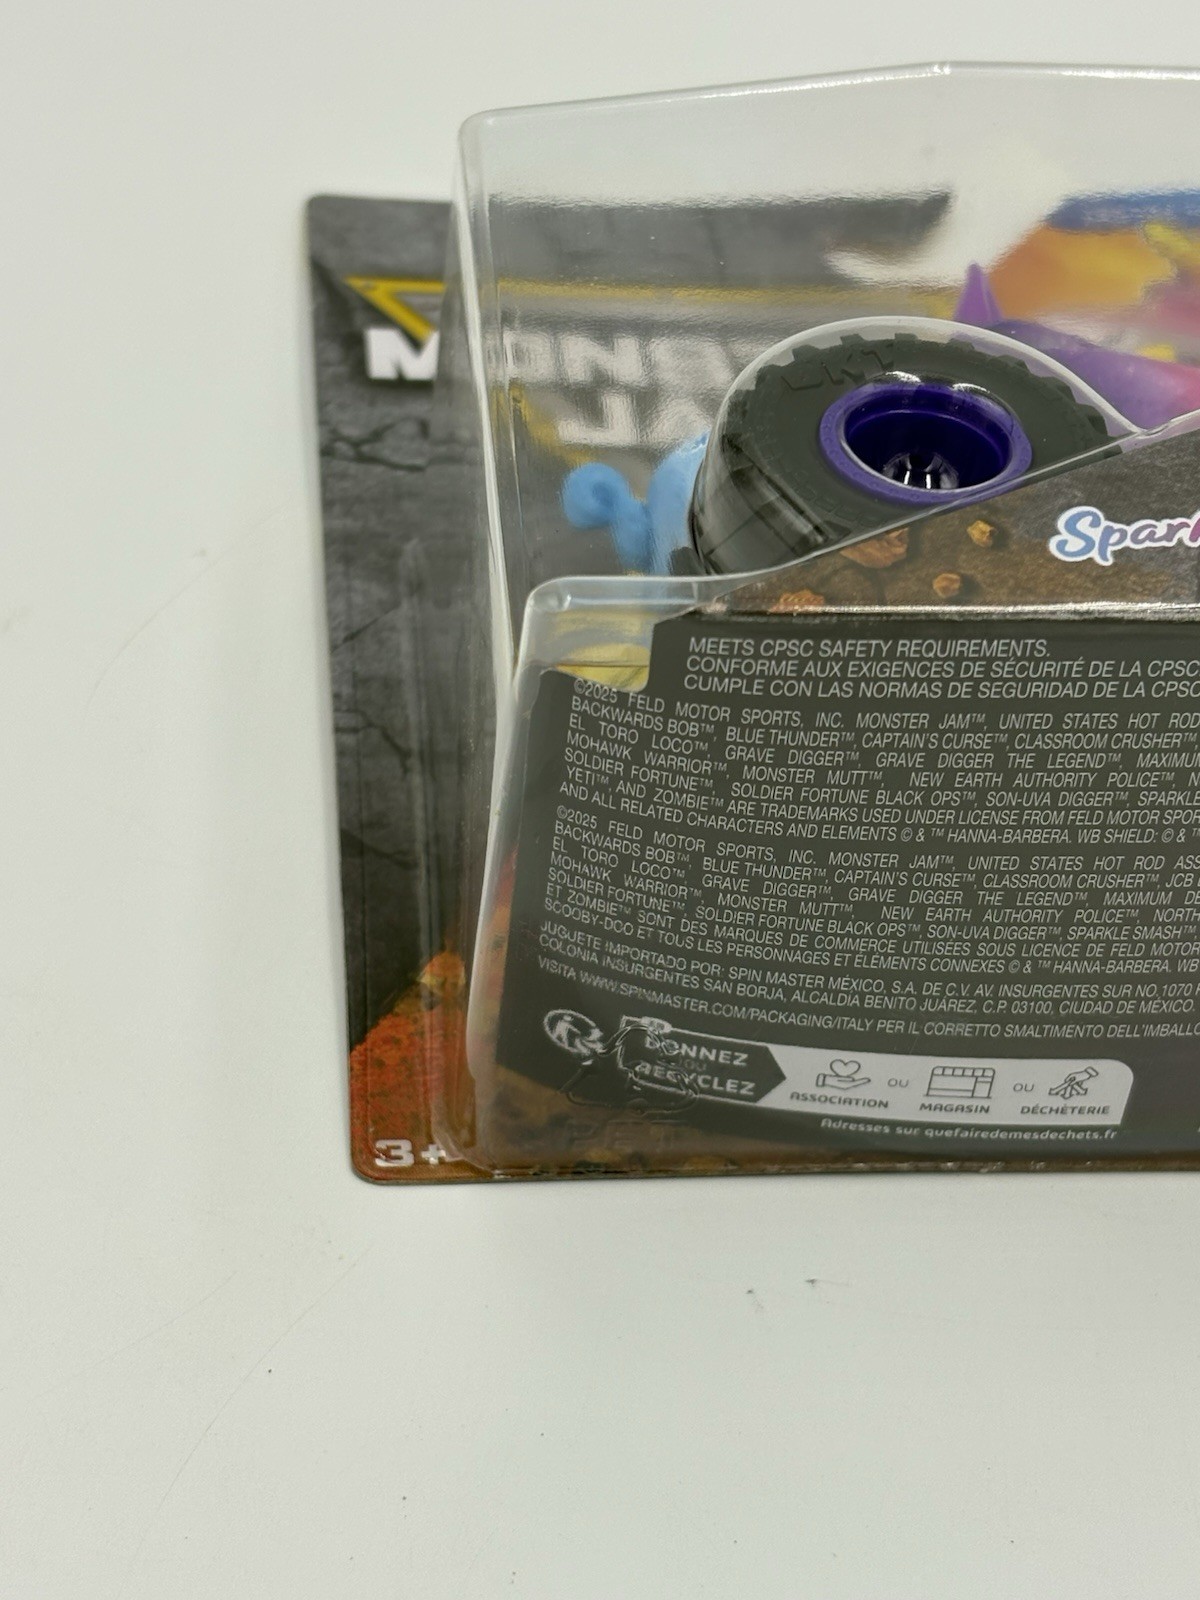 MONS
JA
BKT
Spark
MEETS CPSC SAFETY REQUIREMENTS.
CONFORME AUX EXIGENCES DE SÉCURITÉ DE LA CPSC
CUMPLE CON LAS NORMAS DE SEGURIDAD DE LA CPSC
©2025 FELD MOTOR SPORTS, INC. MONSTER JAM™, UNITED STATES HOT ROD
BACKWARDS BOB™, BLUE THUNDER™, CAPTAIN'S CURSE™, CLASSROOM CRUSHER™
EL TORO LOCO™, GRAVE DIGGER™, GRAVE DIGGER THE LEGEND™, MAXIMUM
MOHAWK WARRIOR™, MONSTER MUTT™, NEW EARTH AUTHORITY POLICE™, N
SOLDIER FORTUNE™, SOLDIER FORTUNE BLACK OPS™, SON-UVA DIGGER™, SPARKLE
YETI™, AND ZOMBIE™ ARE TRADEMARKS USED UNDER LICENSE FROM FELD MOTOR SPOR
AND ALL RELATED CHARACTERS AND ELEMENTS © & ™ HANNA-BARBERA. WB SHIELD: © & ™
©2025 FELD MOTOR SPORTS, INC. MONSTER JAM™, UNITED STATES HOT ROD ASS
BACKWARDS BOB™, BLUE THUNDER™, CAPTAIN'S CURSE™, CLASSROOM CRUSHER™, JCB
EL TORO LOCO™, GRAVE DIGGER™, GRAVE DIGGER THE LEGEND™, MAXIMUM DE
MOHAWK WARRIOR™, MONSTER MUTT™, NEW EARTH AUTHORITY POLICE™, NORTH
SOLDIER FORTUNE™, SOLDIER FORTUNE BLACK OPS™, SON-UVA DIGGER™, SPARKLE SMASH™
ET ZOMBIE™ SONT DES MARQUES DE COMMERCE UTILISÉES SOUS LICENCE DE FELD MOTOR
SCOOBY-DOO ET TOUS LES PERSONNAGES ET ÉLÉMENTS CONNEXES © & ™ HANNA-BARBERA. WB
JUGUETE IMPORTADO POR: SPIN MASTER MÉXICO, S.A. DE C.V. AV. INSURGENTES SUR NO. 1070
COLONIA INSURGENTES SAN BORJA, ALCALDÍA BENITO JUÁREZ, C.P. 03100, CIUDAD DE MÉXICO.
VISITA WWW.SPINMASTER.COM/PACKAGING/ITALY PER IL CORRETTO SMALTIMENTO DELL'IMBALLO
DONNEZ
OU
RECYCLEZ
ASSOCIATION OU MAGASIN OU DÉCHÈTERIE
Adresses sur quefairedemesdechets.fr
3+